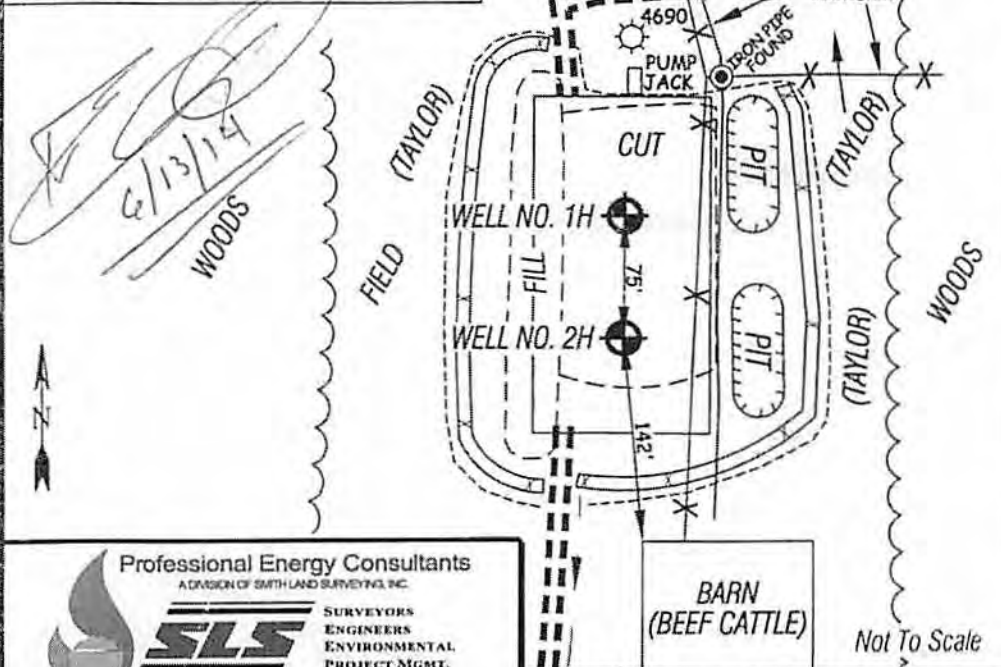 4690
IRON PIPE
FOUND
PUMP
JACK
6/13/14
WOODS
FIELD
(TAYLOR)
CUT
PIT
(TAYLOR)
WELL NO. 1H
FILL
75'
WOODS
WELL NO. 2H
PIT
(TAYLOR)
N
142'
Professional Energy Consultants
A DIVISION OF SMITH LAND SURVEYING, INC.
SLS
SURVEYORS
ENGINEERS
ENVIRONMENTAL
PROJECT MGMT.
BARN
(BEEF CATTLE)
Not To Scale